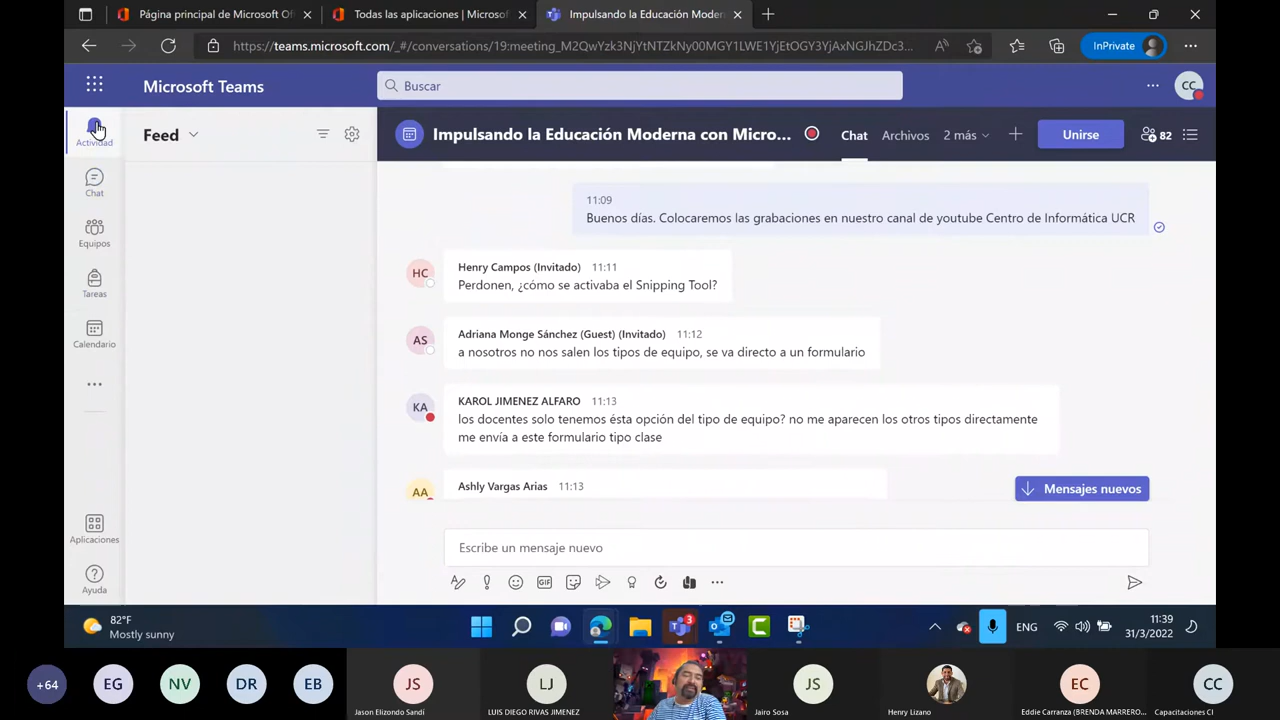 Página principal de Microsoft Of
Todas las aplicaciones | Microsof
Impulsando la Educación Modern
https://teams.microsoft.com/_#/conversations/19:meeting_M2QwYzk3NjYtNTZkNy00MGY1LWE1YjEtOGY3YjAxNGJhZDc3...
InPrivate
Microsoft Teams
Buscar
CC
Actividad
Chat
Equipos
Tareas
Calendario
Aplicaciones
Ayuda
Feed
Impulsando la Educación Moderna con Micro...
Chat
Archivos
2 más
Unirse
82
11:09
Buenos días. Colocaremos las grabaciones en nuestro canal de youtube Centro de Informática UCR
HC
Henry Campos (Invitado) 11:11
Perdonen, ¿cómo se activaba el Snipping Tool?
AS
Adriana Monge Sánchez (Guest) (Invitado) 11:12
a nosotros no nos salen los tipos de equipo, se va directo a un formulario
KA
KAROL JIMENEZ ALFARO 11:13
los docentes solo tenemos ésta opción del tipo de equipo? no me aparecen los otros tipos directamente
me envía a este formulario tipo clase
AA
Ashly Vargas Arias 11:13
Mensajes nuevos
Escribe un mensaje nuevo
GIF
82°F
Mostly sunny
3
ENG
11:39
31/3/2022
+64
EG
NV
DR
EB
JS
Jason Elizondo Sandí
LJ
LUIS DIEGO RIVAS JIMENEZ
JS
Jairo Sosa
Henry Lizano
EC
Eddie Carranza (BRENDA MARRERO...
CC
Capacitaciones CI